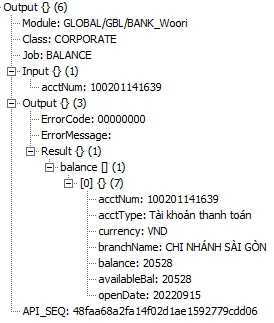 Output {} (6)
Module: GLOBAL/GBL/BANK_Woori
Class: CORPORATE
Job: BALANCE
Input {} (1)
acctNum: 100201141639
Output {} (3)
ErrorCode: 00000000
ErrorMessage:
Result {} (1)
balance [] (1)
[0] {} (7)
acctNum: 100201141639
acctType: Tài khoản thanh toán
currency: VND
branchName: CHI NHÁNH SÀI GÒN
balance: 20528
availableBal: 20528
openDate: 20220915
API_SEQ: 48faa68a2fa14f02d1ae1592779cdd06